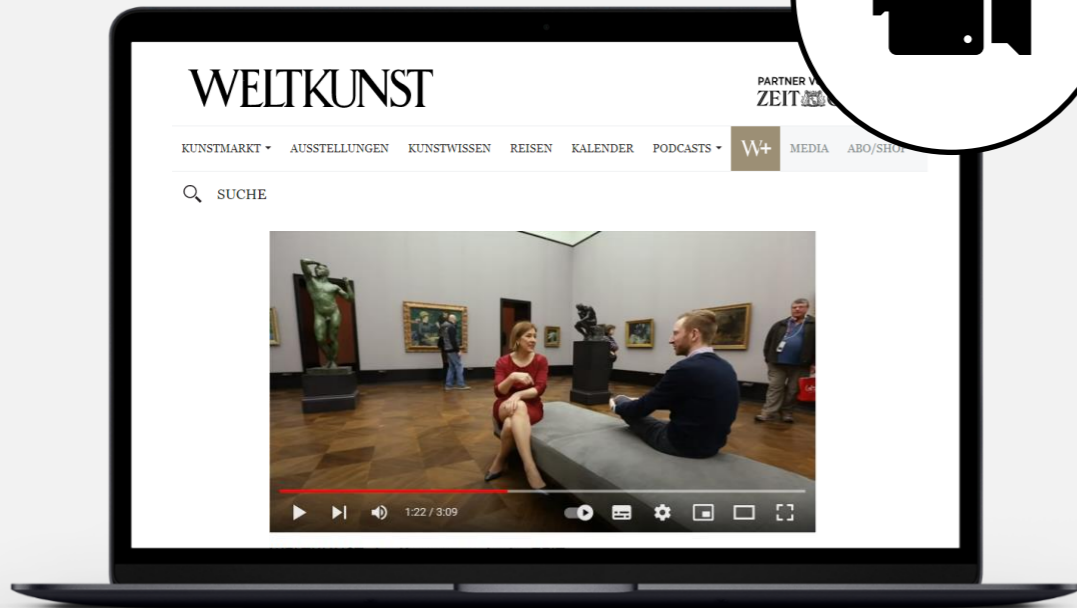 WELTKUNST
PARTNER
ZEIT
KUNSTMARKT AUSSTELLUNGEN KUNSTWISSEN REISEN KALENDER PODCASTS W+ MEDIA ABO/SHOP
SUCHE
1:22 / 3:09